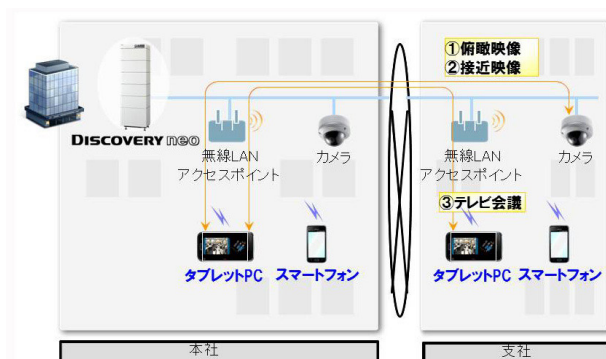 ①俯瞰映像
②接近映像
DISCOVERY neo
無線LAN
アクセスポイント
カメラ
無線LAN
アクセスポイント
カメラ
③テレビ会議
タブレットPC
スマートフォン
タブレットPC
スマートフォン
本社
支社